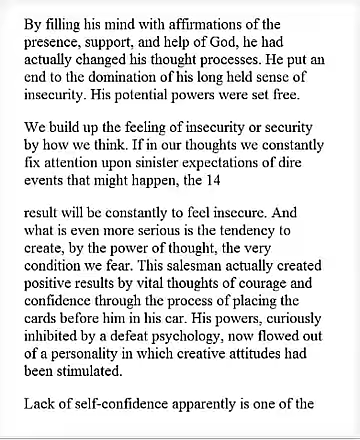 By filling his mind with affirmations of the
presence, support, and help of God, he had
actually changed his thought processes. He put an
end to the domination of his long held sense of
insecurity. His potential powers were set free.
We build up the feeling of insecurity or security
by how we think. If in our thoughts we constantly
fix attention upon sinister expectations of dire
events that might happen, the 14
result will be constantly to feel insecure. And
what is even more serious is the tendency to
create, by the power of thought, the very
condition we fear. This salesman actually created
positive results by vital thoughts of courage and
confidence through the process of placing the
cards before him in his car. His powers, curiously
inhibited by a defeat psychology, now flowed out
of a personality in which creative attitudes had
been stimulated.
Lack of self-confidence apparently is one of the